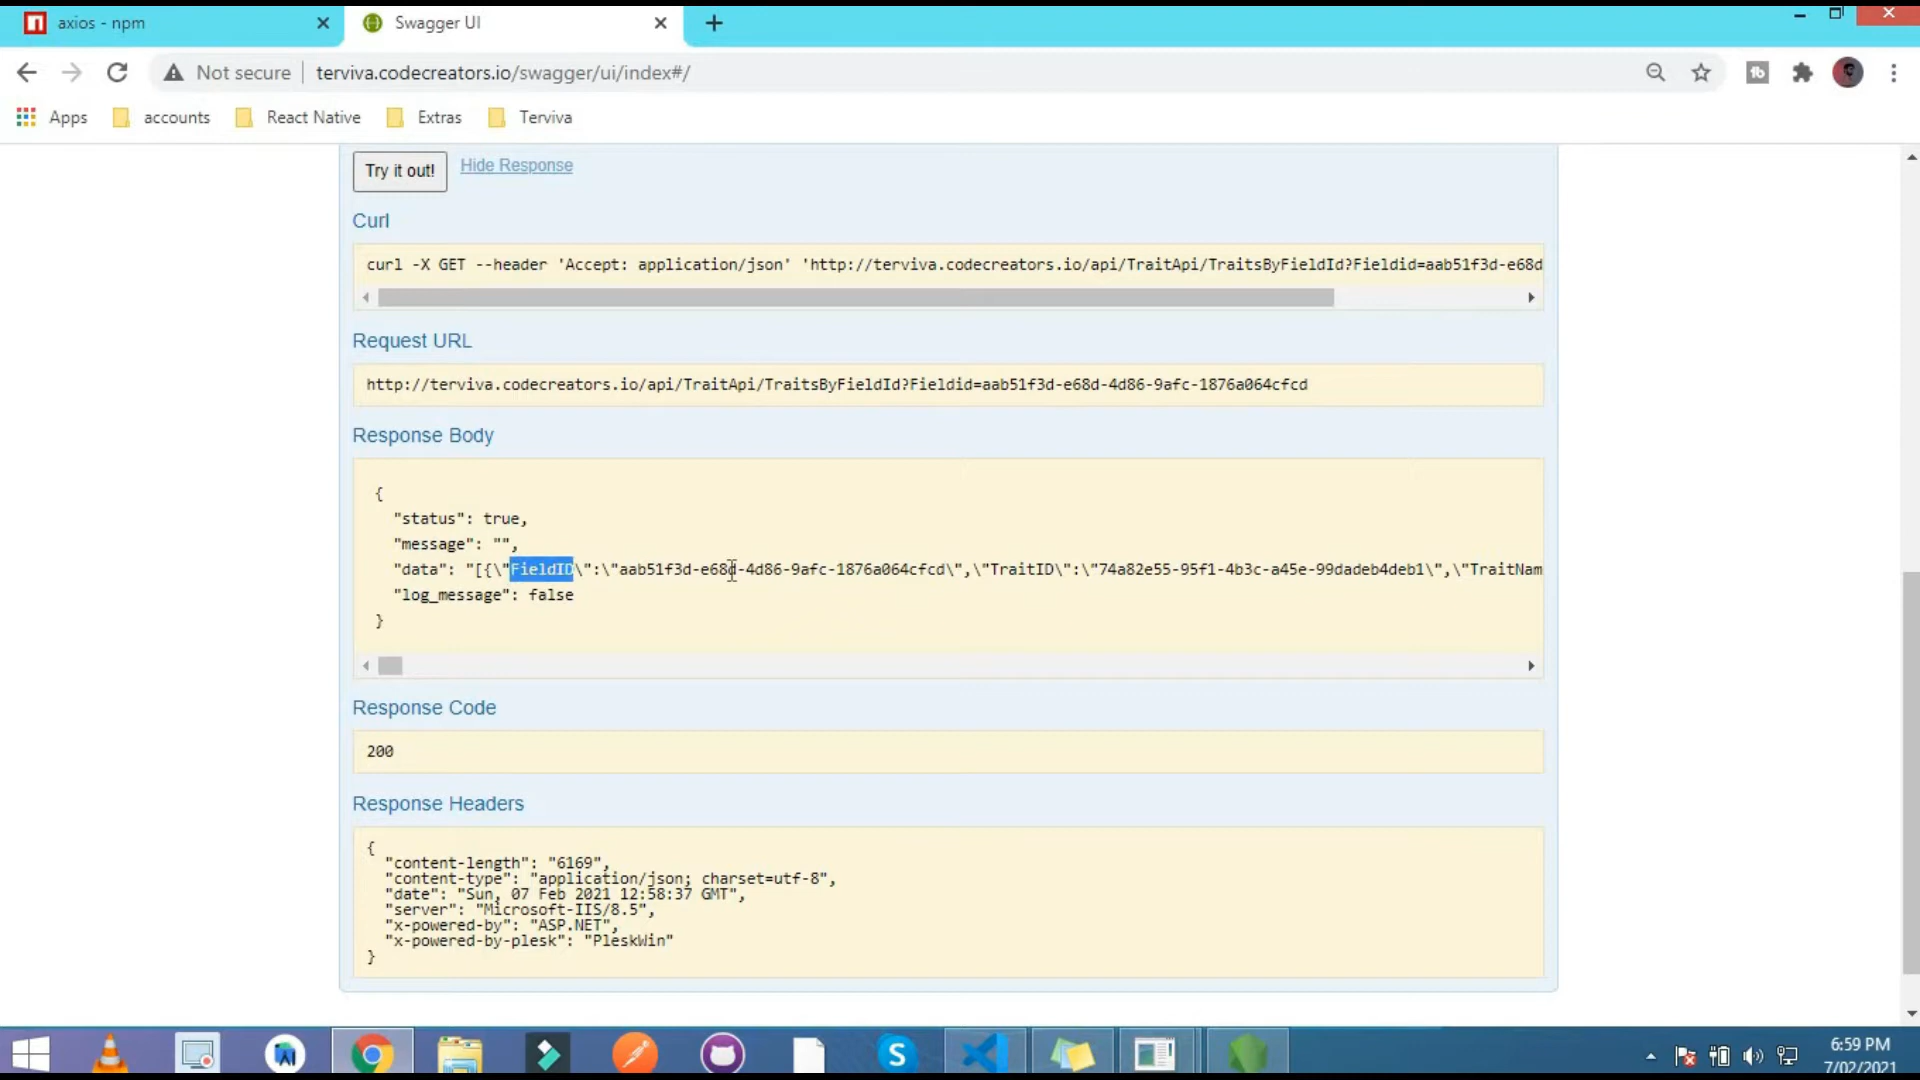 axios - npm
Swagger UI
Not secure
terviva.codecreators.io/swagger/ui/index#/
Apps
accounts
React Native
Extras
Terviva
Try it out!
Hide Response
Curl
curl -X GET --header 'Accept: application/json' 'http://terviva.codecreators.io/api/TraitApi/TraitsByFieldId?Fieldid=aab51f3d-e68d
Request URL
http://terviva.codecreators.io/api/TraitApi/TraitsByFieldId?Fieldid=aab51f3d-e68d-4d86-9afc-1876a064cfcd
Response Body
{
"status": true,
"message": "",
"data": "[{\"FieldID\":\"aab51f3d-e68d-4d86-9afc-1876a064cfcd\",\"TraitID\":\"74a82e55-95f1-4b3c-a45e-99dadeb4deb1\",\"TraitNam
"log_message": false
}
Response Code
200
Response Headers
{
"content-length": "6169",
"content-type": "application/json; charset=utf-8",
"date": "Sun, 07 Feb 2021 12:58:37 GMT",
"server": "Microsoft-IIS/8.5",
"x-powered-by": "ASP.NET",
"x-powered-by-plesk": "PleskWin"
}
6:59 PM
7/02/2021